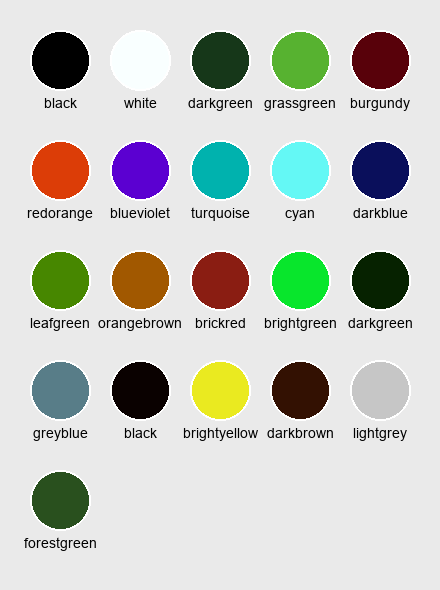 black white darkgreen grassgreen burgundy
redorange blueviolet turquoise cyan darkblue
leafgreen orangebrown brickred brightgreen darkgreen
greyblue black brightyellow darkbrown lightgrey
forestgreen